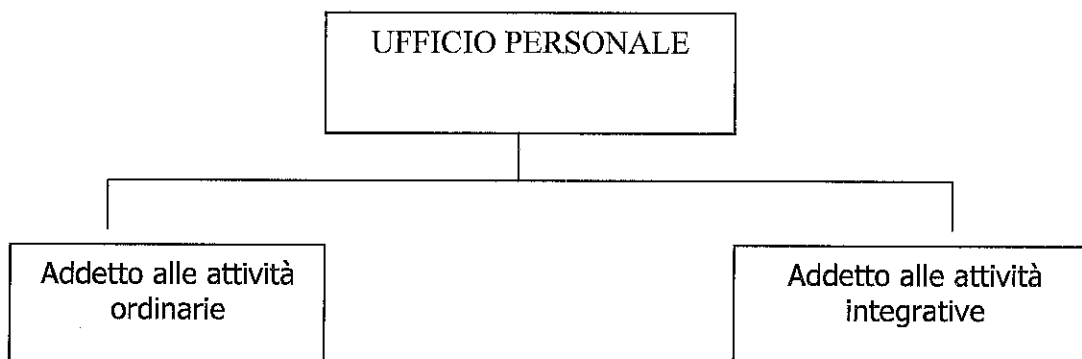 UFFICIO PERSONALE
Addetto alle attività
ordinarie
Addetto alle attività
integrative